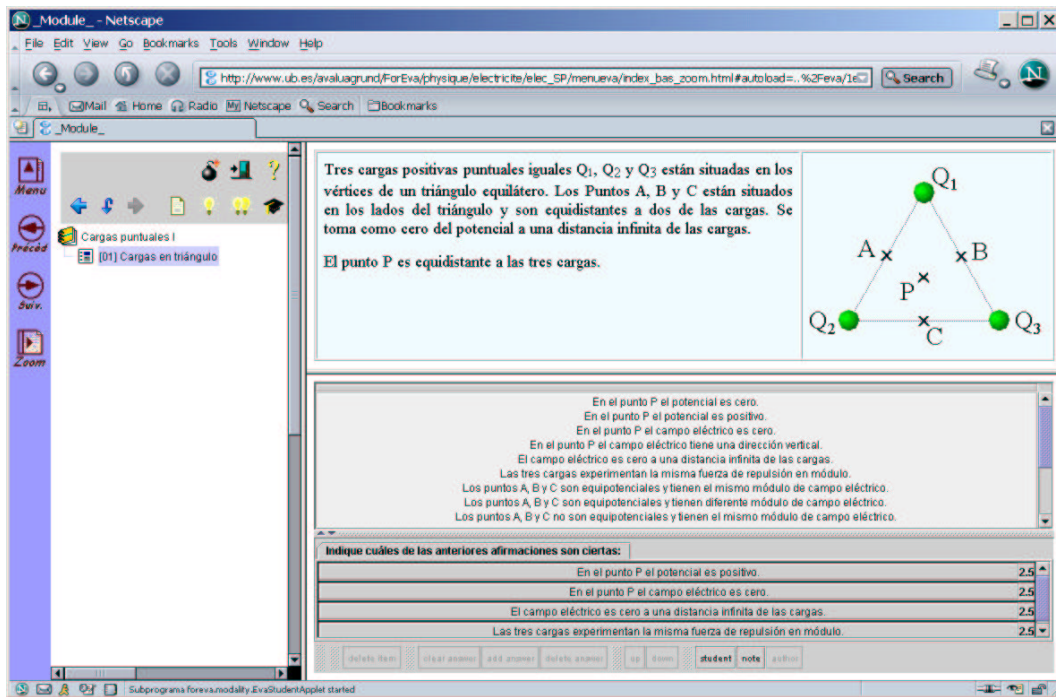 _Module_ - Netscape
File Edit View Go Bookmarks Tools Window Help
http://www.ub.es/avaluagrund/ForEva/physique/electricite/elec_SP/menueva/index_bas_zoom.html#autoload=..%2Feva/1e
Search
Mail Home Radio My Netscape Search Bookmarks
_Module_
Menu
Précéd
Suiv.
Zoom
Cargas puntuales I
[01] Cargas en triángulo
Tres cargas positivas puntuales iguales Q1, Q2 y Q3 están situadas en los
vértices de un triángulo equilátero. Los Puntos A, B y C están situados
en los lados del triángulo y son equidistantes a dos de las cargas. Se
toma como cero del potencial a una distancia infinita de las cargas.
El punto P es equidistante a las tres cargas.
Q1
A B
P
Q2 Q3
C
En el punto P el potencial es cero.
En el punto P el potencial es positivo.
En el punto P el campo eléctrico es cero.
En el punto P el campo eléctrico tiene una dirección vertical.
El campo eléctrico es cero a una distancia infinita de las cargas.
Las tres cargas experimentan la misma fuerza de repulsión en módulo.
Los puntos A, B y C son equipotenciales y tienen el mismo módulo de campo eléctrico.
Los puntos A, B y C son equipotenciales y tienen diferente módulo de campo eléctrico.
Los puntos A, B y C no son equipotenciales y tienen el mismo módulo de campo eléctrico.
Indique cuáles de las anteriores afirmaciones son ciertas:
En el punto P el potencial es positivo. 2.5
En el punto P el campo eléctrico es cero. 2.5
El campo eléctrico es cero a una distancia infinita de las cargas. 2.5
Las tres cargas experimentan la misma fuerza de repulsión en módulo. 2.5
delete item ideal answer add answer delete answer up down student note author
Subprograma foreva.modality.EvaStudentApplet started